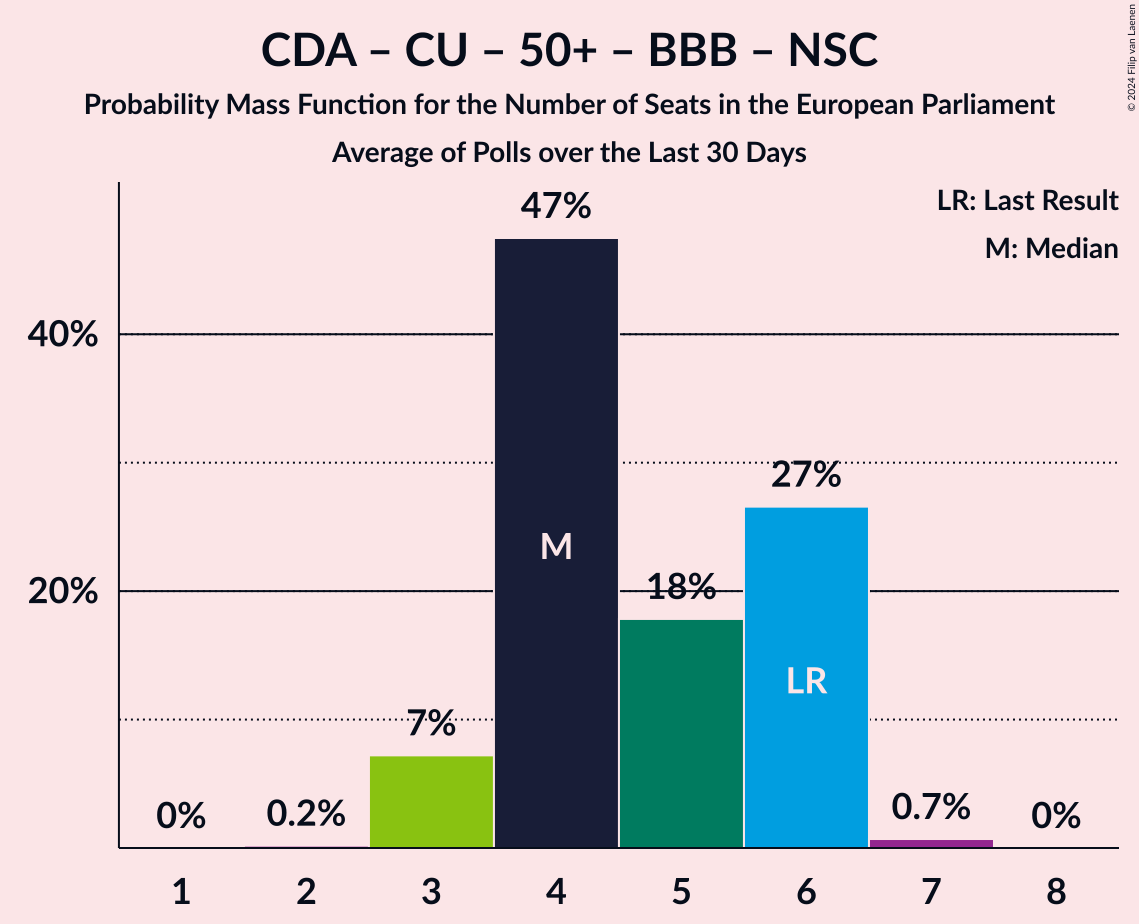 CDA – CU – 50+ – BBB – NSC
Probability Mass Function for the Number of Seats in the European Parliament
Average of Polls over the Last 30 Days
© 2024 Filip van Laenen
LR: Last Result
M: Median
47%
40%
27%
M
20%
18%
LR
7%
0%
0.2%
0.7%
0%
1 2 3 4 5 6 7 8